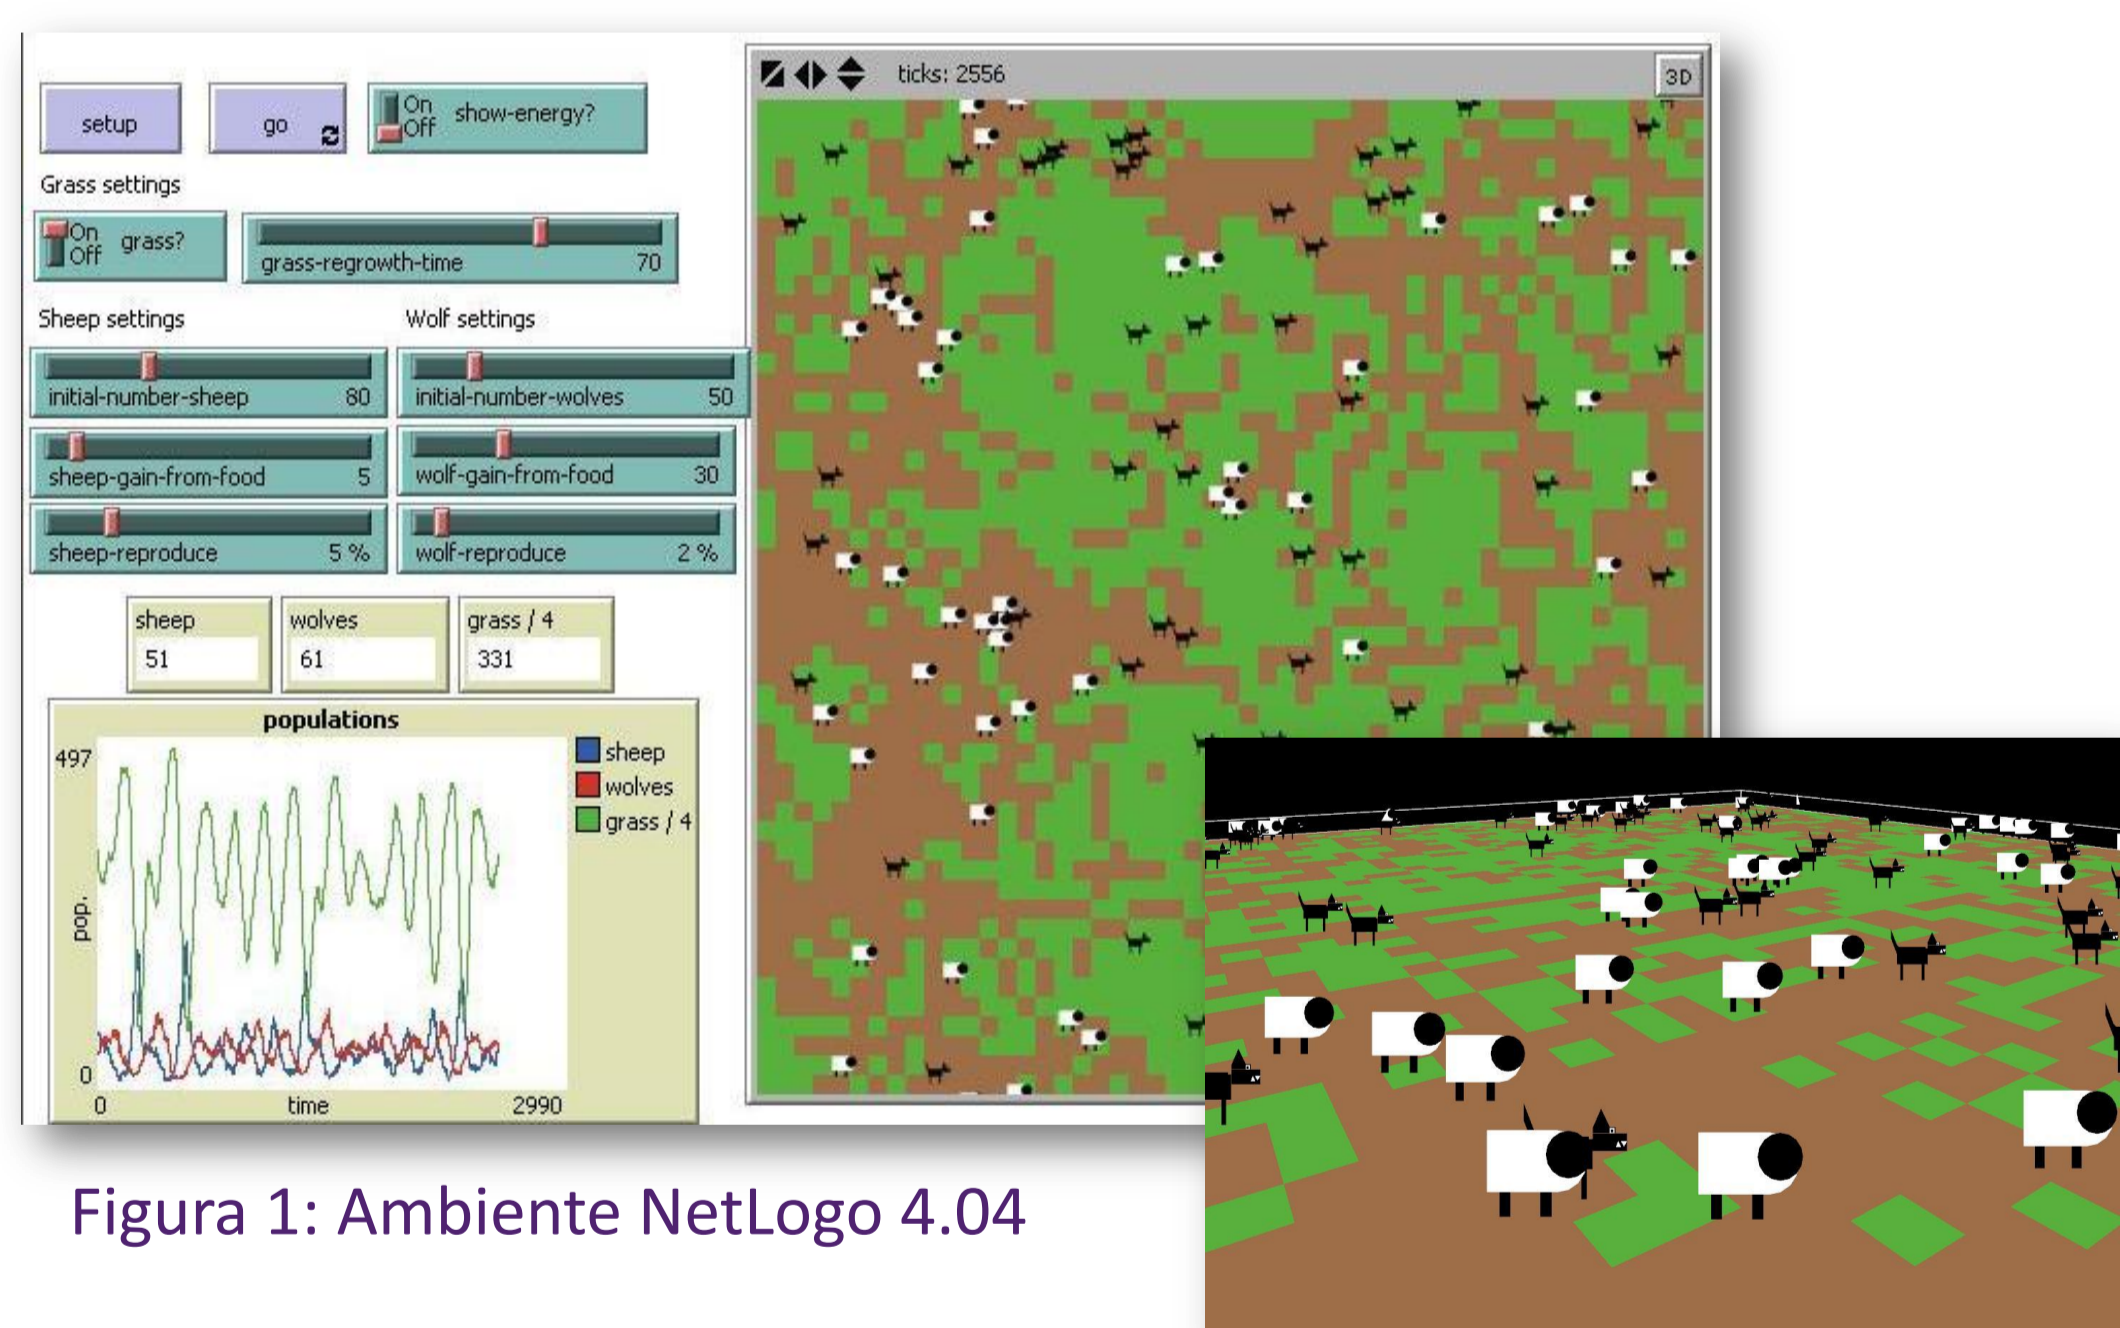 setup
go
On
Off
show-energy?
ticks: 2556
3D
Grass settings
On
Off
grass?
grass-regrowth-time 70
Sheep settings
Wolf settings
initial-number-sheep 80
initial-number-wolves 50
sheep-gain-from-food 5
wolf-gain-from-food 30
sheep-reproduce 5 %
wolf-reproduce 2 %
sheep
51
wolves
61
grass / 4
331
populations
497
pop.
0
0
time
2990
sheep
wolves
grass / 4
Figura 1: Ambiente NetLogo 4.04